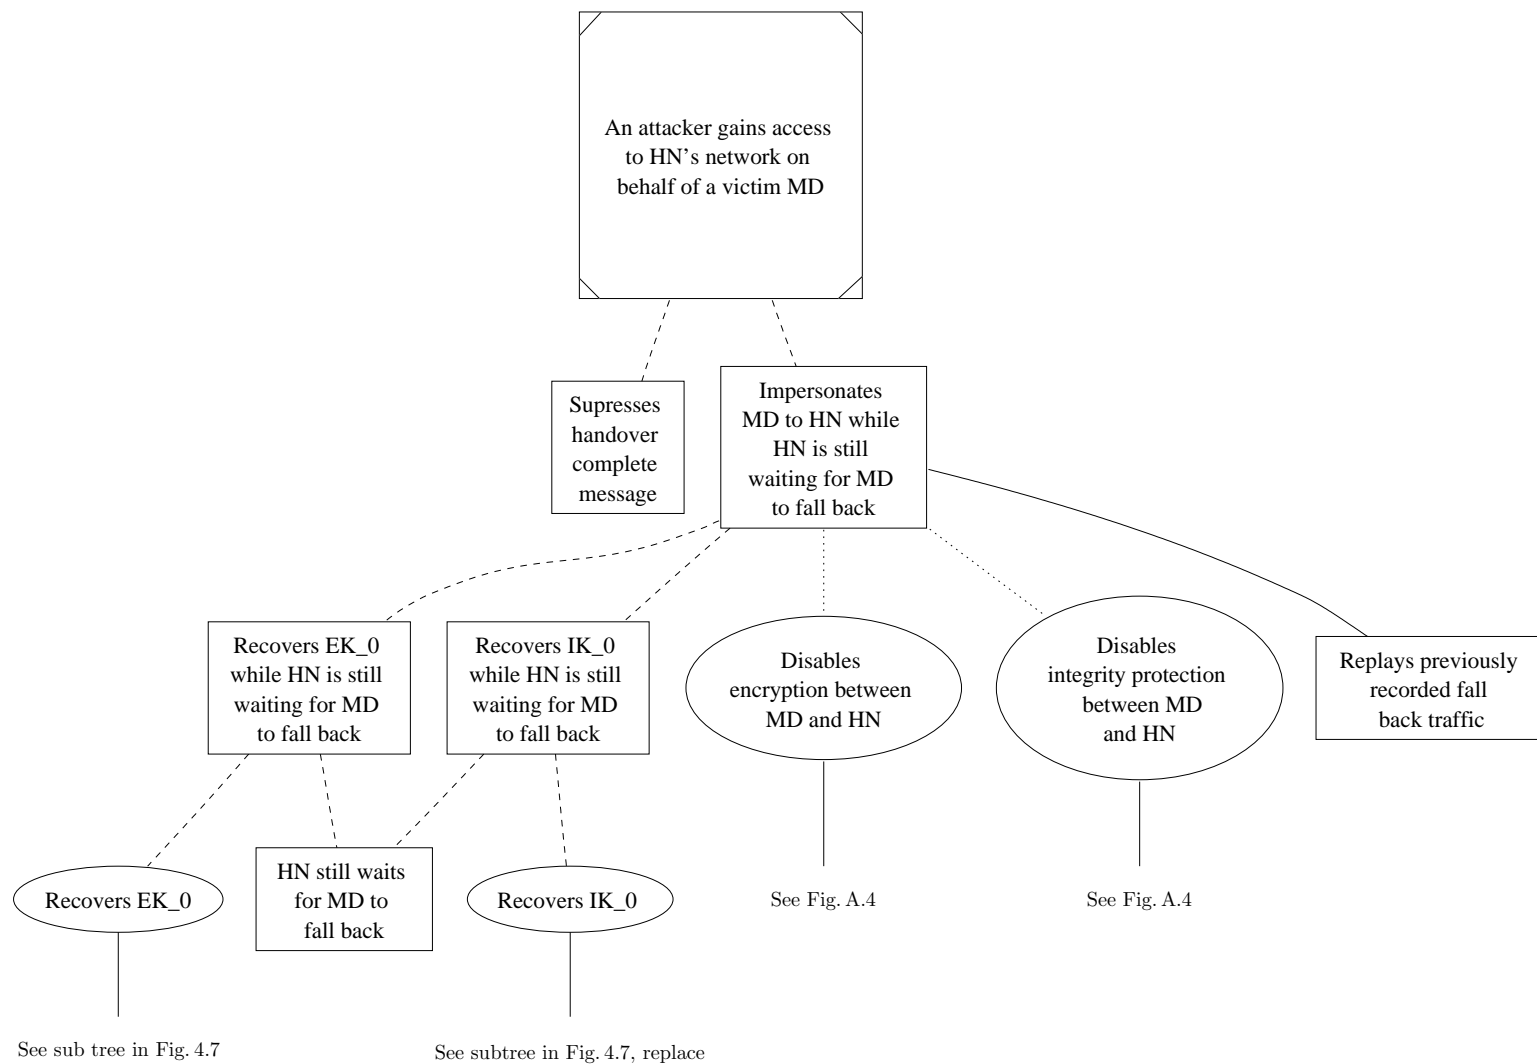 An attacker gains access
to HN's network on
behalf of a victim MD
Supresses
handover
complete
message
Impersonates
MD to HN while
HN is still
waiting for MD
to fall back
Recovers EK_0
while HN is still
waiting for MD
to fall back
Recovers IK_0
while HN is still
waiting for MD
to fall back
Disables
encryption between
MD and HN
Disables
integrity protection
between MD
and HN
Replays previously
recorded fall
back traffic
Recovers EK_0
HN still waits
for MD to
fall back
Recovers IK_0
See Fig. A.4
See Fig. A.4
See sub tree in Fig. 4.7
See subtree in Fig. 4.7, replace